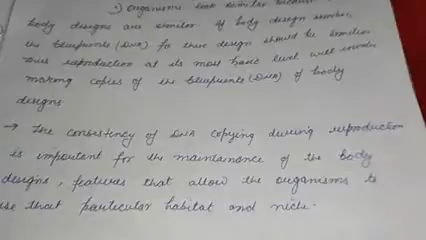 1) Organisms look similar because
body designs are similar. If body design similar,
the blueprints (DNA) for these design should be similar
thus reproduction at its most basic level will involve
making copies of the blueprints (DNA) of body
designs
→ The consistency of DNA copying during reproduction
is important for the maintanance of the body
designs, features that allow the organisms to
use that particular habitat and nich.